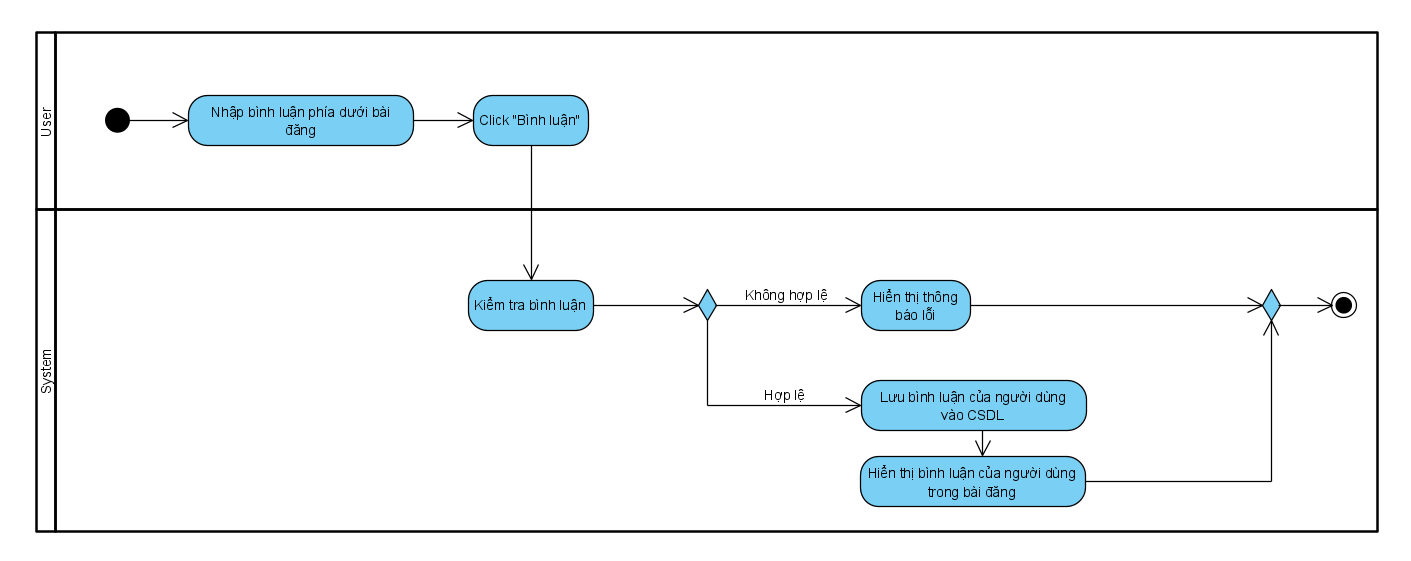 User
Nhập bình luận phía dưới bài
đăng
Click "Bình luận"
System
Kiểm tra bình luận
Không hợp lệ
Hiển thị thông
báo lỗi
Hợp lệ
Lưu bình luận của người dùng
vào CSDL
Hiển thị bình luận của người dùng
trong bài đăng